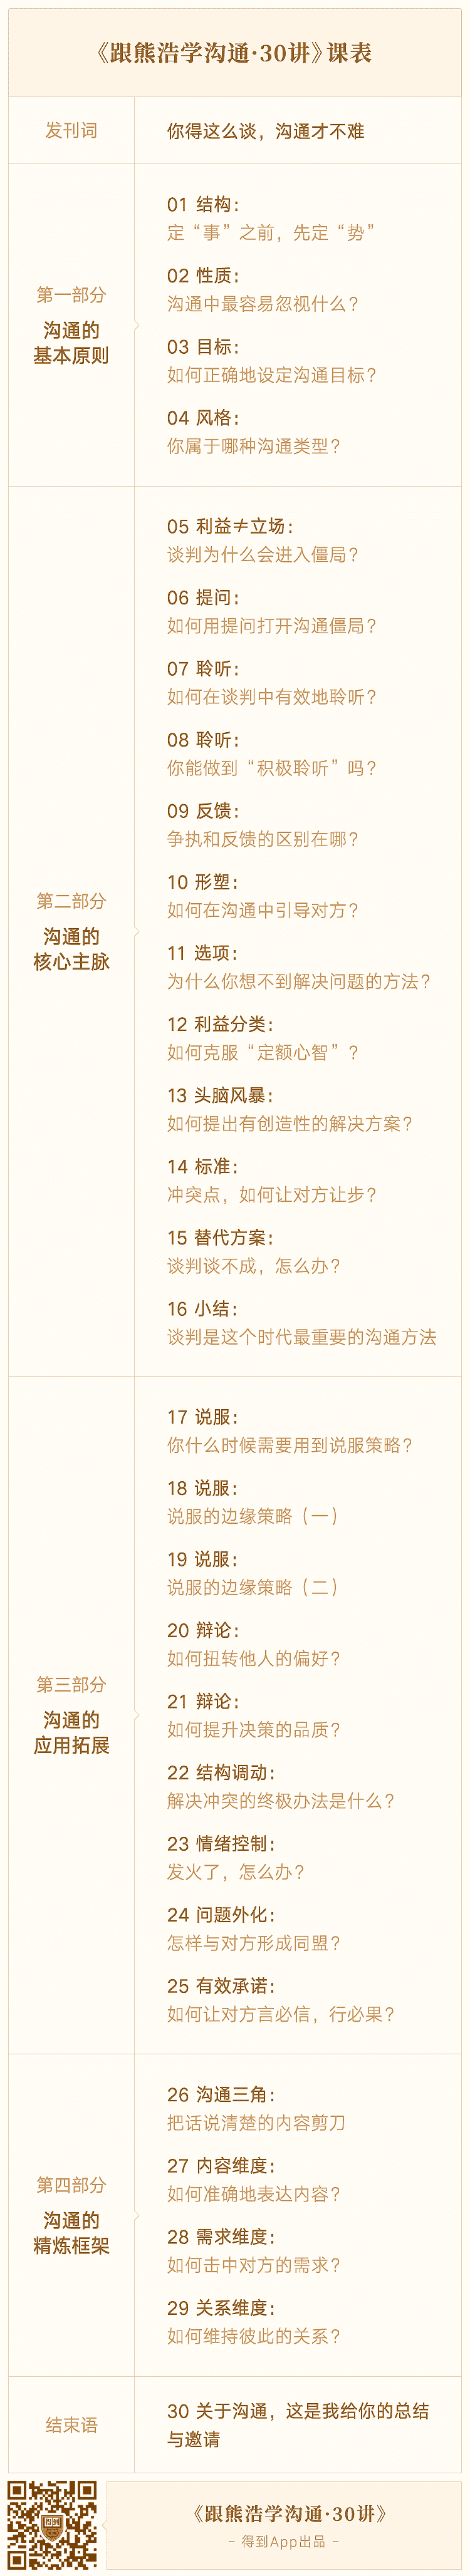 《跟熊浩学沟通·30讲》课表
发刊词
你得这么谈，沟通才不难
第一部分
沟通的
基本原则
01 结构：
定“事”之前，先定“势”
02 性质：
沟通中最容易忽视什么？
03 目标：
如何正确地设定沟通目标？
04 风格：
你属于哪种沟通类型？
第二部分
沟通的
核心主脉
05 利益≠立场：
谈判为什么会进入僵局？
06 提问：
如何用提问打开沟通僵局？
07 聆听：
如何在谈判中有效地聆听？
08 聆听：
你能做到“积极聆听”吗？
09 反馈：
争执和反馈的区别在哪？
10 形塑：
如何在沟通中引导对方？
11 选项：
为什么你想不到解决问题的方法？
12 利益分类：
如何克服“定额心智”？
13 头脑风暴：
如何提出有创造性的解决方案？
14 标准：
冲突点，如何让对方让步？
15 替代方案：
谈判谈不成，怎么办？
16 小结：
谈判是这个时代最重要的沟通方法
第三部分
沟通的
应用拓展
17 说服：
你什么时候需要用到说服策略？
18 说服：
说服的边缘策略（一）
19 说服：
说服的边缘策略（二）
20 辩论：
如何扭转他人的偏好？
21 辩论：
如何提升决策的品质？
22 结构调动：
解决冲突的终极办法是什么？
23 情绪控制：
发火了，怎么办？
24 问题外化：
怎样与对方形成同盟？
25 有效承诺：
如何让对方言必信，行必果？
第四部分
沟通的
精炼框架
26 沟通三角：
把话说清楚的内容剪刀
27 内容维度：
如何准确地表达内容？
28 需求维度：
如何击中对方的需求？
29 关系维度：
如何维持彼此的关系？
结束语
30 关于沟通，这是我给你的总结
与邀请
《跟熊浩学沟通·30讲》
- 得到App出品 -